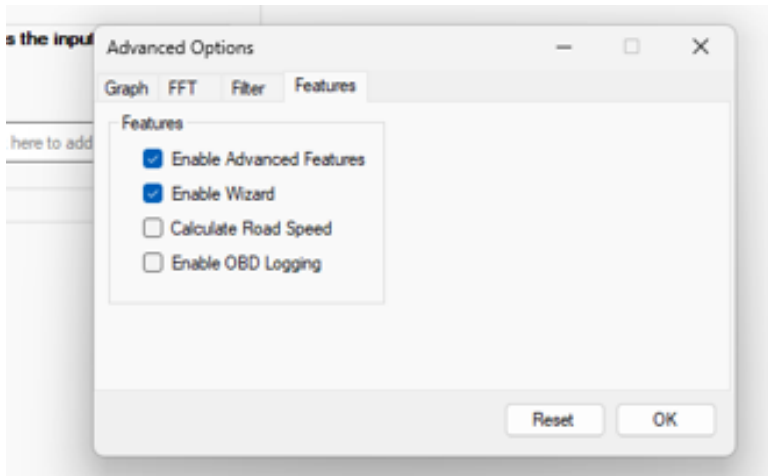 s the input
Advanced Options
Graph FFT Filter Features
Features
here to add
Enable Advanced Features
Enable Wizard
Calculate Road Speed
Enable OBD Logging
Reset OK